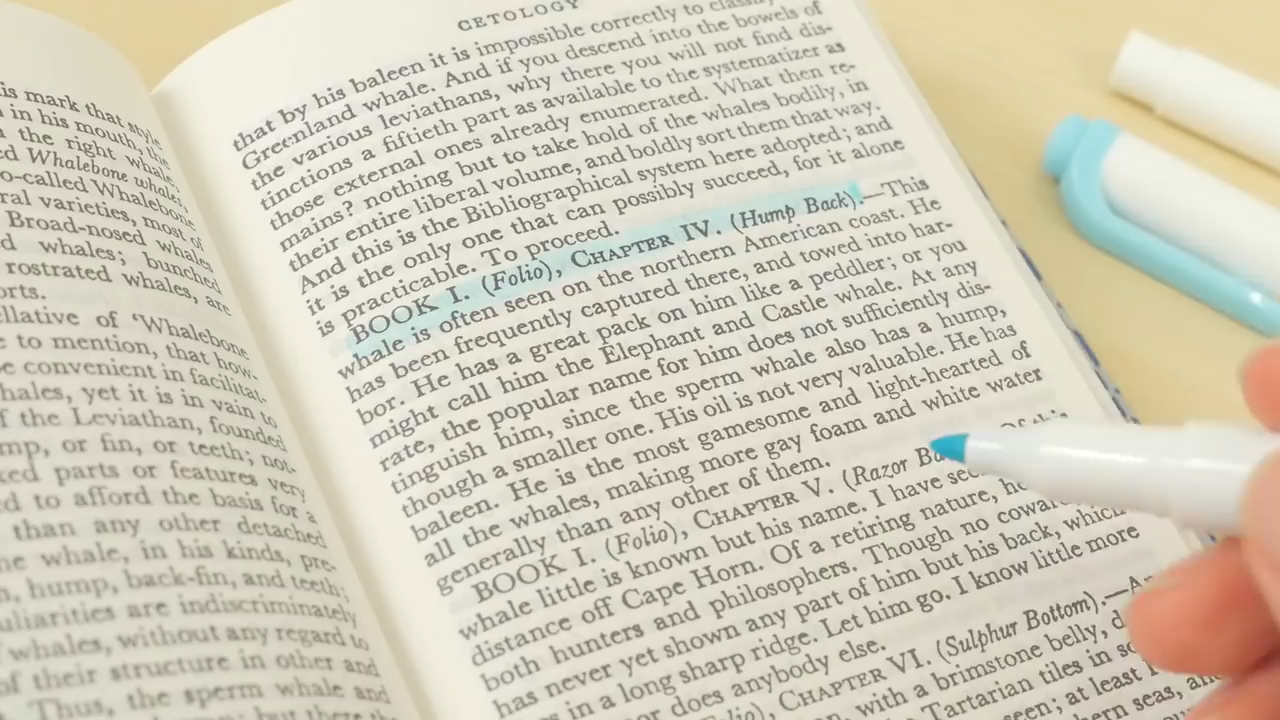 is mark that style
in his mouth, the
the right whale,
Whalebone whales
o-called Whalebone
ral varieties, most of
Broad-nosed whales
d whales; bunched
rostrated whales, are
orts.
ellative of ‘Whalebone
e to mention, that how-
e convenient in facilitat-
hales, yet it is in vain to
f the Leviathan, founded
mp, or fin, or teeth; not-
ked parts or features very
ed to afford the basis for a
than any other detached
he whale, in his kinds, pre-
hump, back-fin, and teeth;
uliarities are indiscriminately
whales, without any regard to
of their structure in other and
Thus, the sperm whale and
CETOLOGY
that by his baleen it is impossible correctly to classify
Greenland whale. And if you descend into the bowels of
the various leviathans, why there you will not find dis-
tinctions a fiftieth part as available to the systematizer as
those external ones already enumerated. What then re-
mains? nothing but to take hold of the whales bodily, in
their entire liberal volume, and boldly sort them that way.
And this is the Bibliographical system here adopted; and
it is the only one that can possibly succeed, for it alone
is practicable. To proceed.
BOOK I. (Folio), CHAPTER IV. (Hump Back).—This
whale is often seen on the northern American coast. He
has been frequently captured there, and towed into har-
bor. He has a great pack on him like a peddler; or you
might call him the Elephant and Castle whale. At any
rate, the popular name for him does not sufficiently dis-
tinguish him, since the sperm whale also has a hump,
though a smaller one. His oil is not very valuable. He has
baleen. He is the most gamesome and light-hearted of
all the whales, making more gay foam and white water
generally than any other of them.
BOOK I. (Folio), CHAPTER V. (Razor B
whale little is known but his name. I have see
distance off Cape Horn. Of a retiring nature, he
both hunters and philosophers. Though no cowar
has never yet shown any part of him but his back, which
in a long sharp ridge. Let him go. I know little more
or does anybody else.
CHAPTER VI. (Sulphur Bottom).—A
with a brimstone belly, d
Tartarian tiles in so
seen; at least I